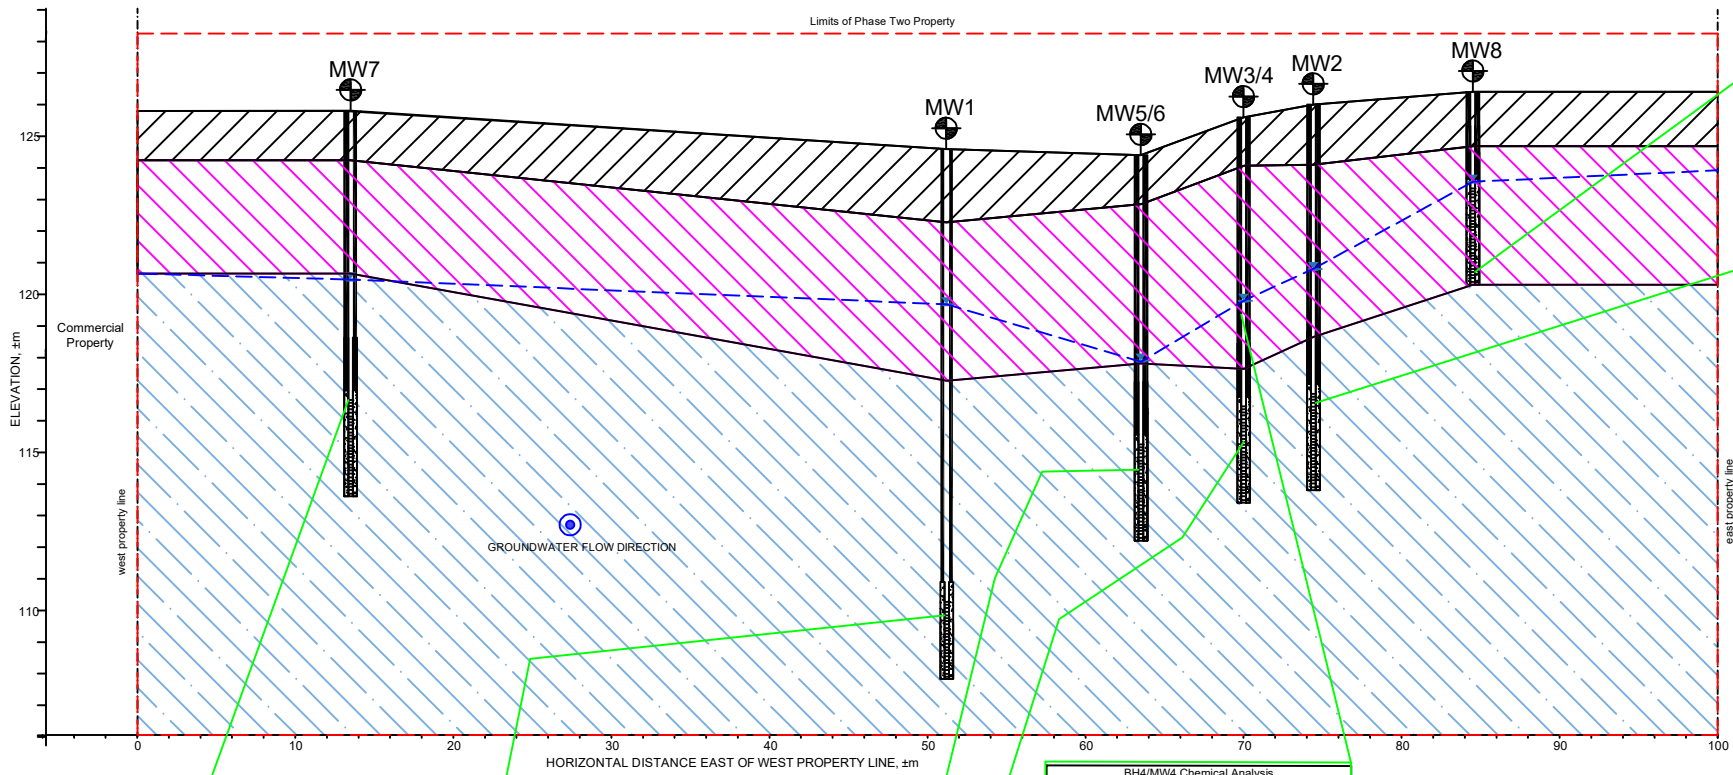 Limits of Phase Two Property
MW7
MW1
MW5/6
MW3/4
MW2
MW8
125
120
115
110
ELEVATION, ±m
Commercial
Property
west property line
east property line
GROUNDWATER FLOW DIRECTION
0
10
20
30
40
50
60
70
80
90
100
HORIZONTAL DISTANCE EAST OF WEST PROPERTY LINE, ±m
BH4/MW4 Chemical Analysis